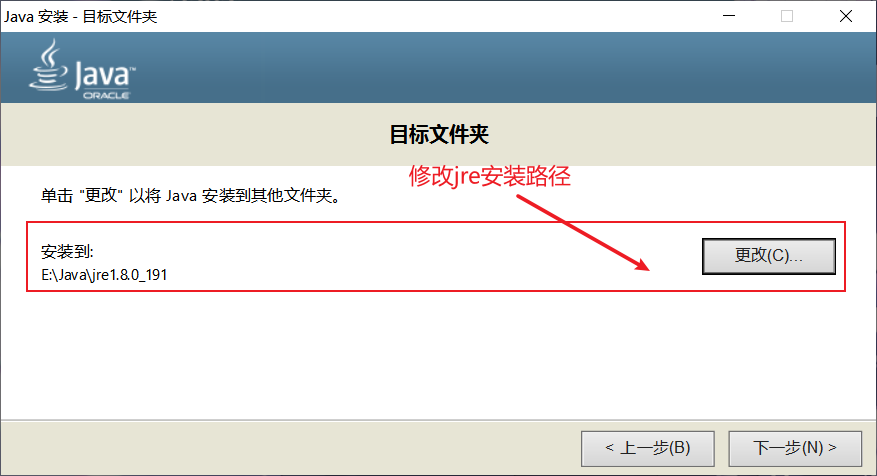 Java 安装 - 目标文件夹
Java™
ORACLE
目标文件夹
修改jre安装路径
单击 "更改" 以将 Java 安装到其他文件夹。
安装到:
更改(C)...
E:\Java\jre1.8.0_191
< 上一步(B)
下一步(N) >